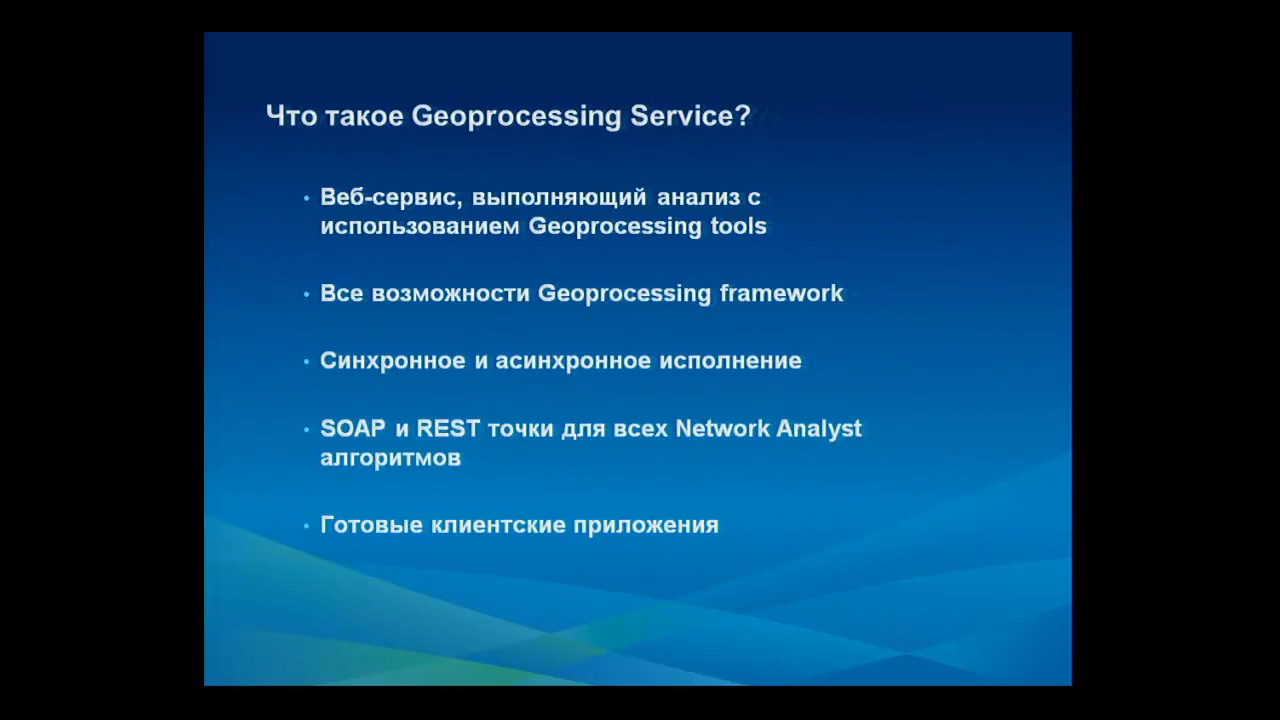 Что такое Geoprocessing Service?
• Веб-сервис, выполняющий анализ с
использованием Geoprocessing tools
• Все возможности Geoprocessing framework
• Синхронное и асинхронное исполнение
• SOAP и REST точки для всех Network Analyst
алгоритмов
• Готовые клиентские приложения